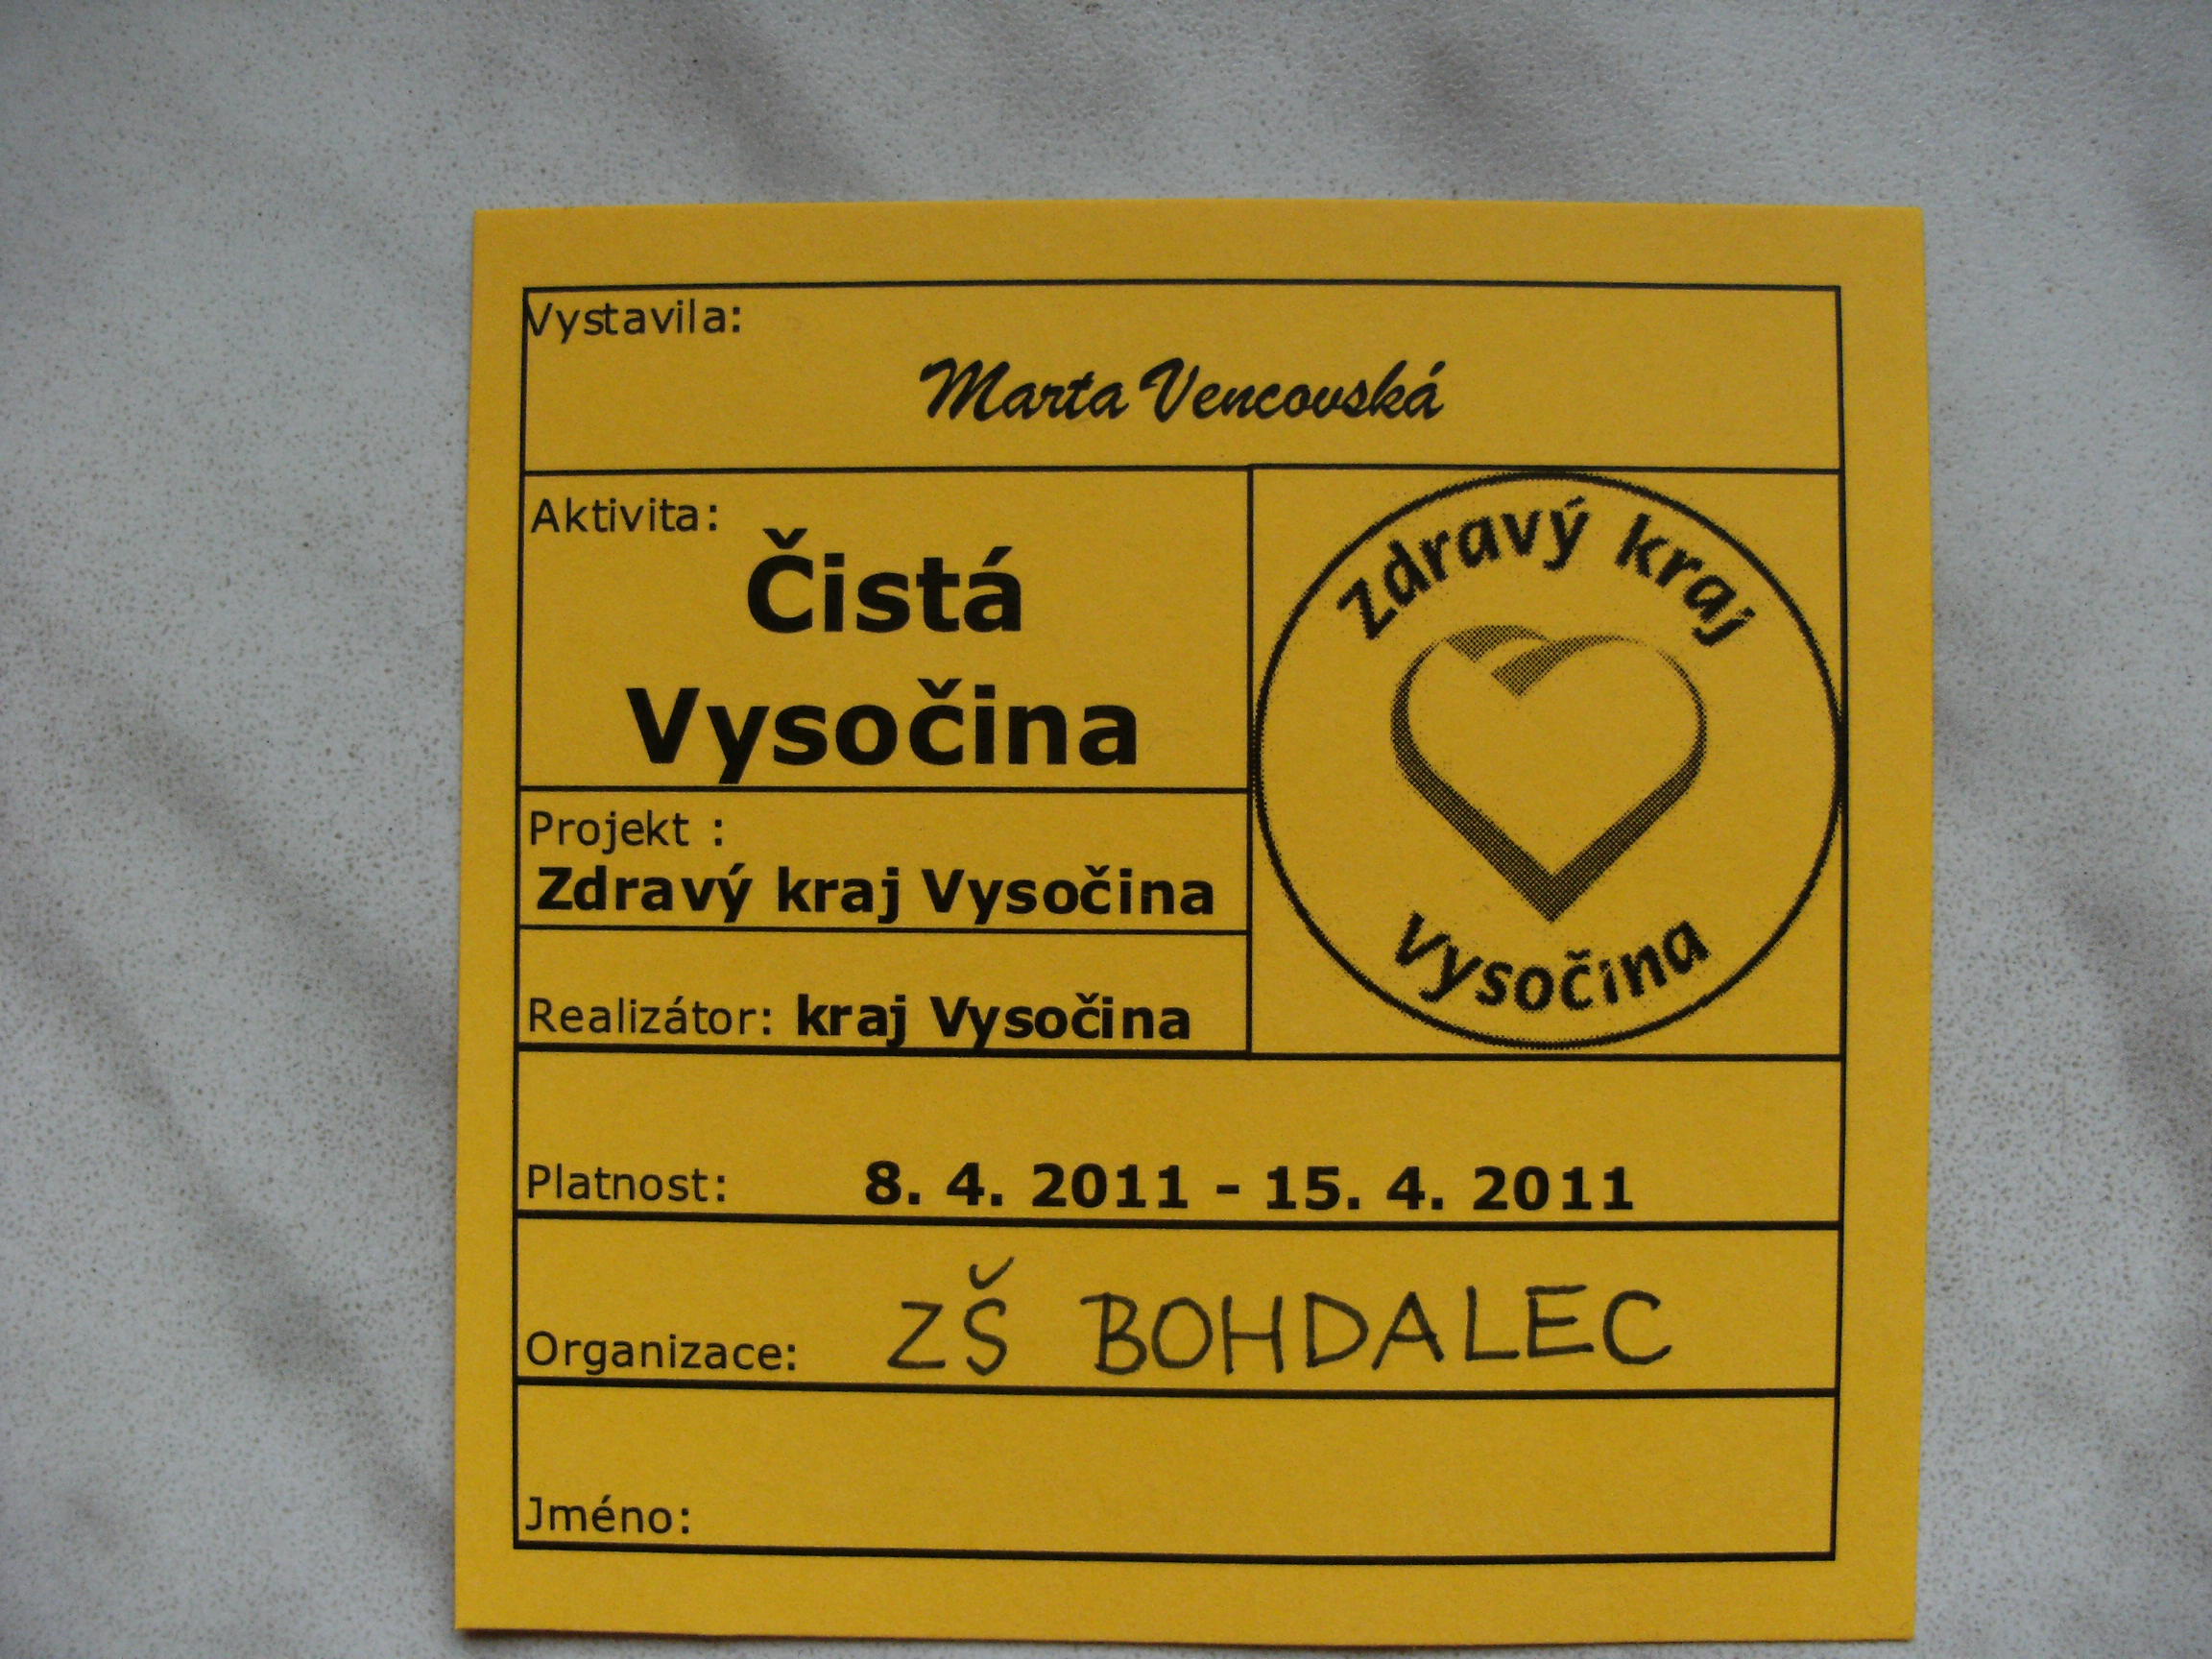 Vystavila:
Marta Vencovská
Aktivita:
Čistá
Vysočina
Projekt :
Zdravý kraj Vysočina
Realizátor: kraj Vysočina
Zdravý kraj
Vysočina
Platnost: 8. 4. 2011 - 15. 4. 2011
Organizace: ZŠ BOHDALEC
Jméno: